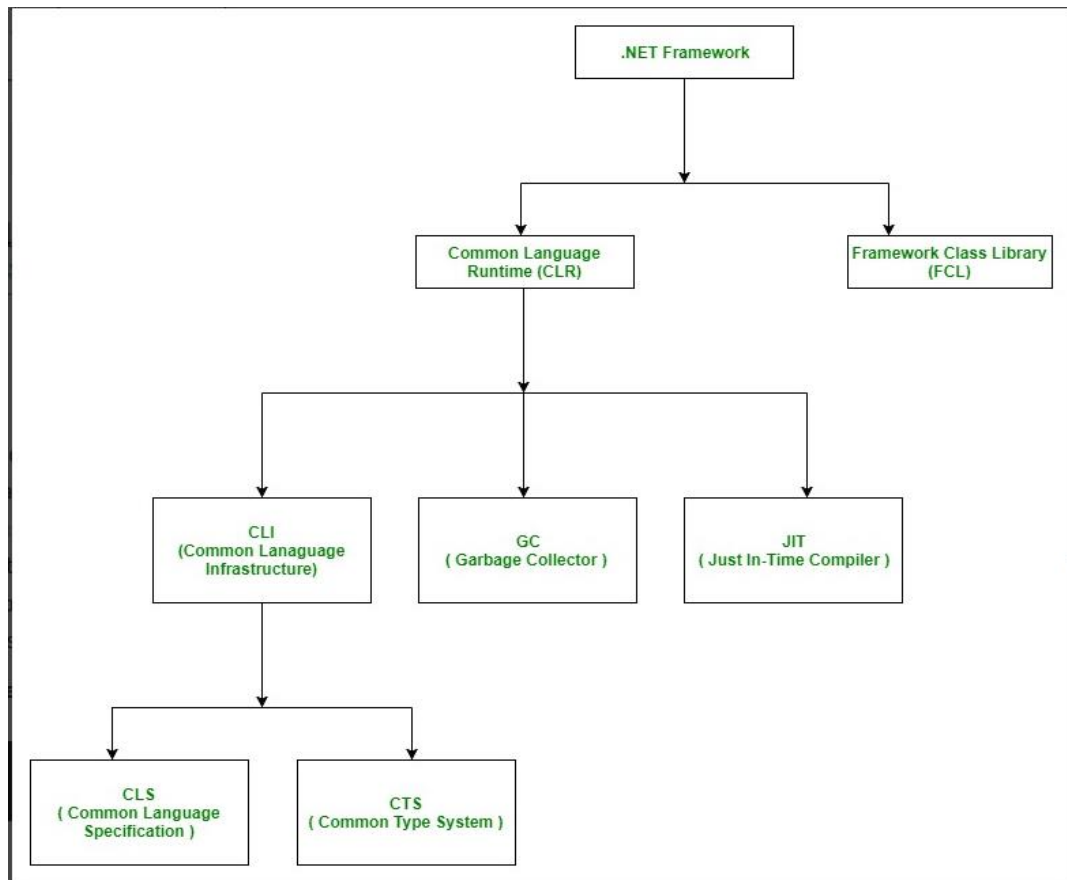 .NET Framework
Common Language
Runtime (CLR)
Framework Class Library
(FCL)
CLI
(Common Lanaguage
Infrastructure)
GC
( Garbage Collector )
JIT
( Just In-Time Compiler )
CLS
( Common Language
Specification )
CTS
( Common Type System )